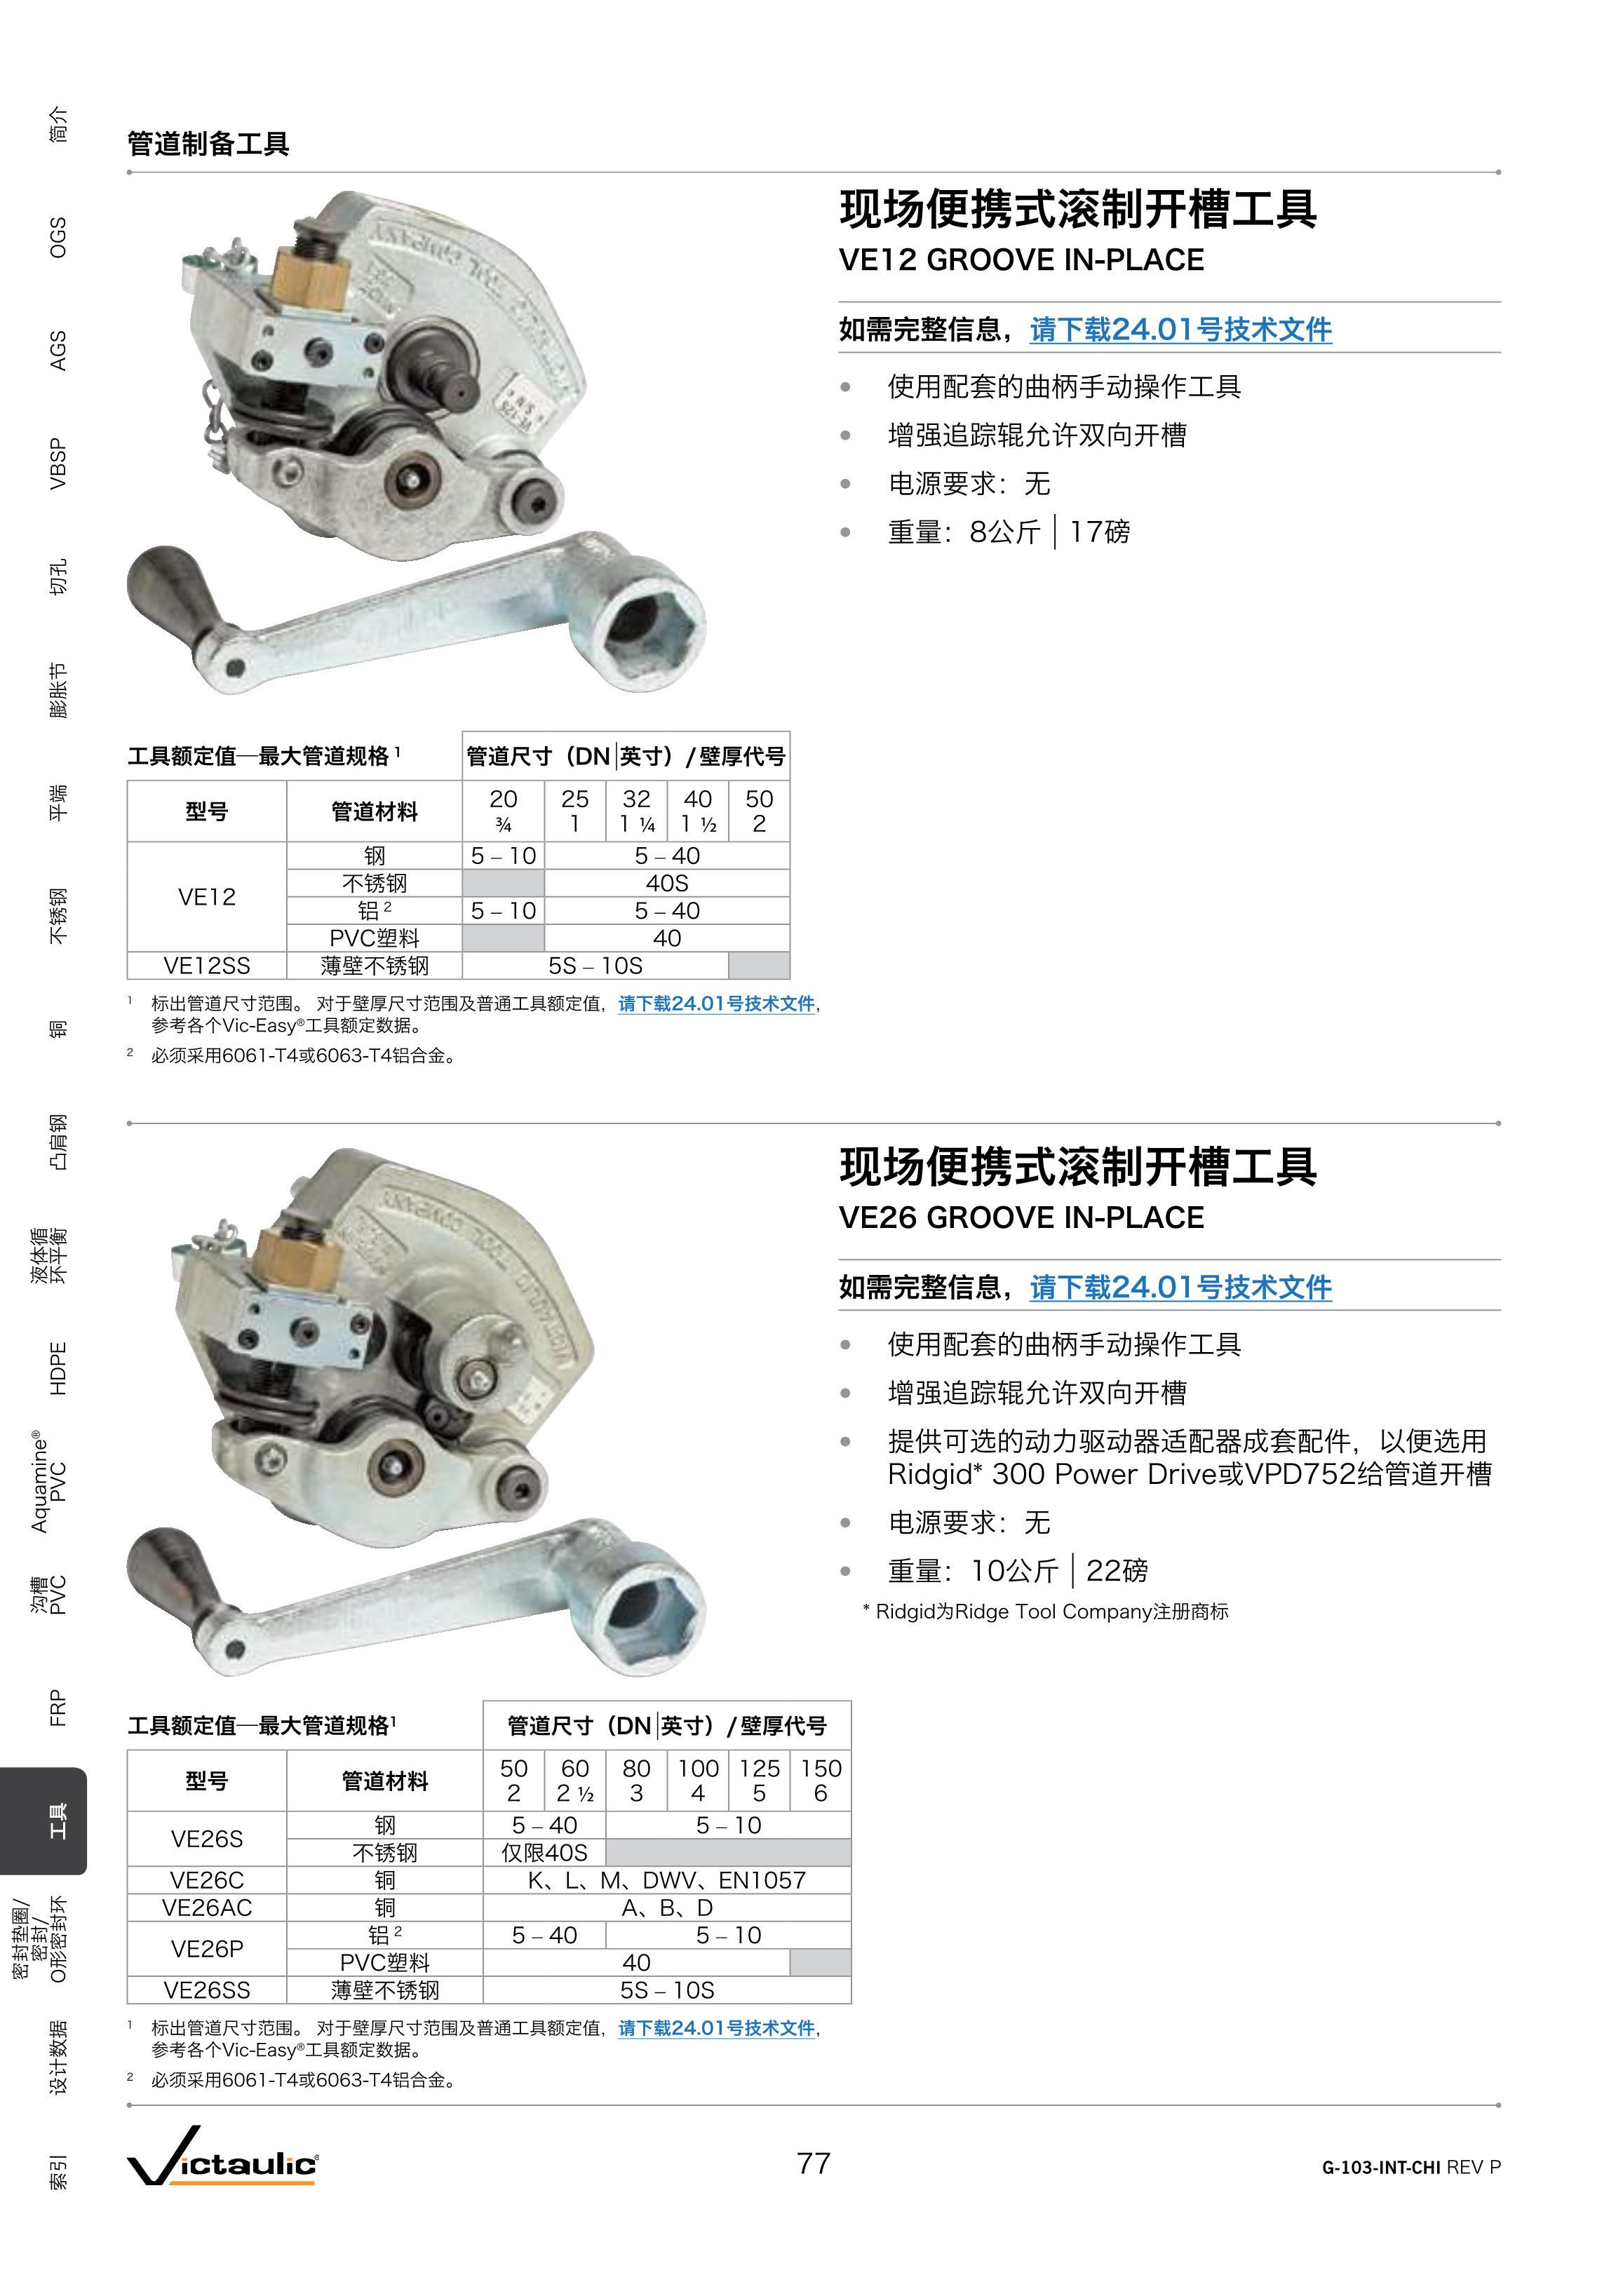 管道制备工具
现场便携式滚制开槽工具
VE12 GROOVE IN-PLACE
如需完整信息，请下载24.01号技术文件
• 使用配套的曲柄手动操作工具
• 增强追踪辊允许双向开槽
• 电源要求：无
• 重量：8公斤 | 17磅
工具额定值—最大管道规格 1 管道尺寸（DN|英寸）/壁厚代号
型号 管道材料 20 25 32 40 50
¾ 1 1 ¼ 1 ½ 2
VE12 钢 5 – 10 5 – 40
不锈钢 40S
铝 2 5 – 10 5 – 40
PVC塑料 40
VE12SS 薄壁不锈钢 5S – 10S
1 标出管道尺寸范围。 对于壁厚尺寸范围及普通工具额定值，请下载24.01号技术文件，
参考各个Vic-Easy®工具额定数据。
2 必须采用6061-T4或6063-T4铝合金。
现场便携式滚制开槽工具
VE26 GROOVE IN-PLACE
如需完整信息，请下载24.01号技术文件
• 使用配套的曲柄手动操作工具
• 增强追踪辊允许双向开槽
• 提供可选的动力驱动器适配器成套配件，以便选用
Ridgid* 300 Power Drive或VPD752给管道开槽
• 电源要求：无
• 重量：10公斤 | 22磅
* Ridgid为Ridge Tool Company注册商标
工具额定值—最大管道规格1 管道尺寸（DN|英寸）/壁厚代号
型号 管道材料 50 60 80 100 125 150
2 2 ½ 3 4 5 6
VE26S 钢 5 – 40 5 – 10
不锈钢 仅限40S
VE26C 铜 K、L、M、DWV、EN1057
VE26AC 铜 A、B、D
VE26P 铝 2 5 – 40 5 – 10
PVC塑料 40
VE26SS 薄壁不锈钢 5S – 10S
1 标出管道尺寸范围。 对于壁厚尺寸范围及普通工具额定值，请下载24.01号技术文件，
参考各个Vic-Easy®工具额定数据。
2 必须采用6061-T4或6063-T4铝合金。
Victaulic®
77
G-103-INT-CHI REV P
简介
OGS
AGS
VBSP
切孔
膨胀节
平端
不锈钢
铜
凸肩钢
液体循
环平衡
HDPE
Aquamine®
PVC
沟槽
PVC
FRP
工具
密封垫圈/
密封/
O形密封环
设计数据
索引